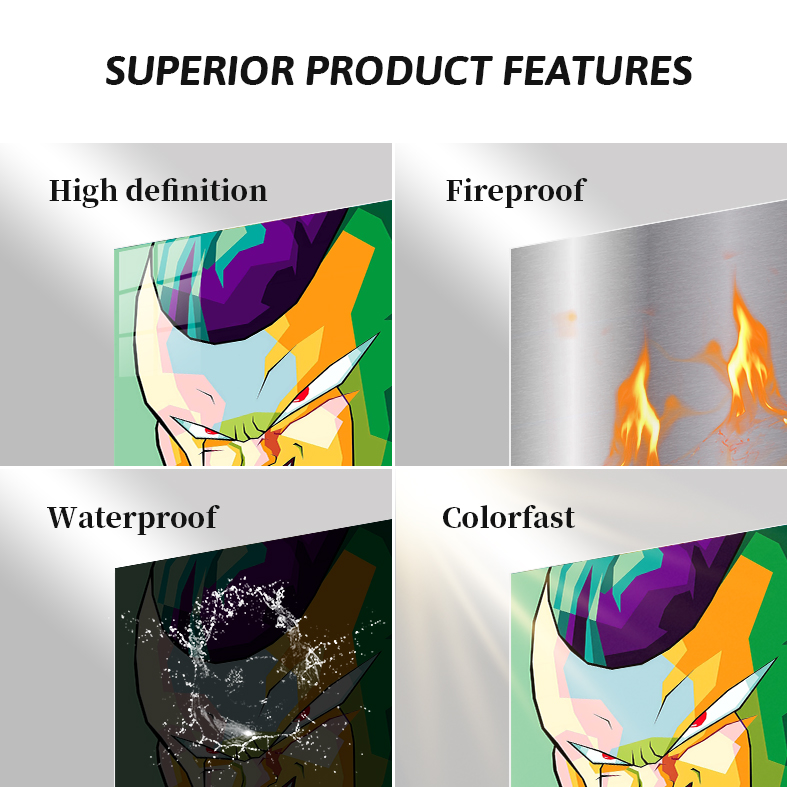 SUPERIOR PRODUCT FEATURES
High definition
Fireproof
Waterproof
Colorfast